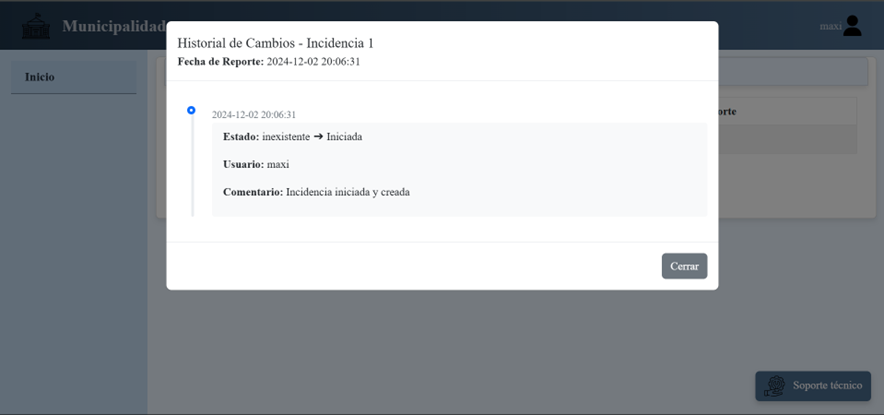 Municipalidad
maxi
Historial de Cambios - Incidencia 1
Fecha de Reporte: 2024-12-02 20:06:31
Inicio
orte
2024-12-02 20:06:31
Estado: inexistente ➔ Iniciada
Usuario: maxi
Comentario: Incidencia iniciada y creada
Cerrar
Soporte técnico